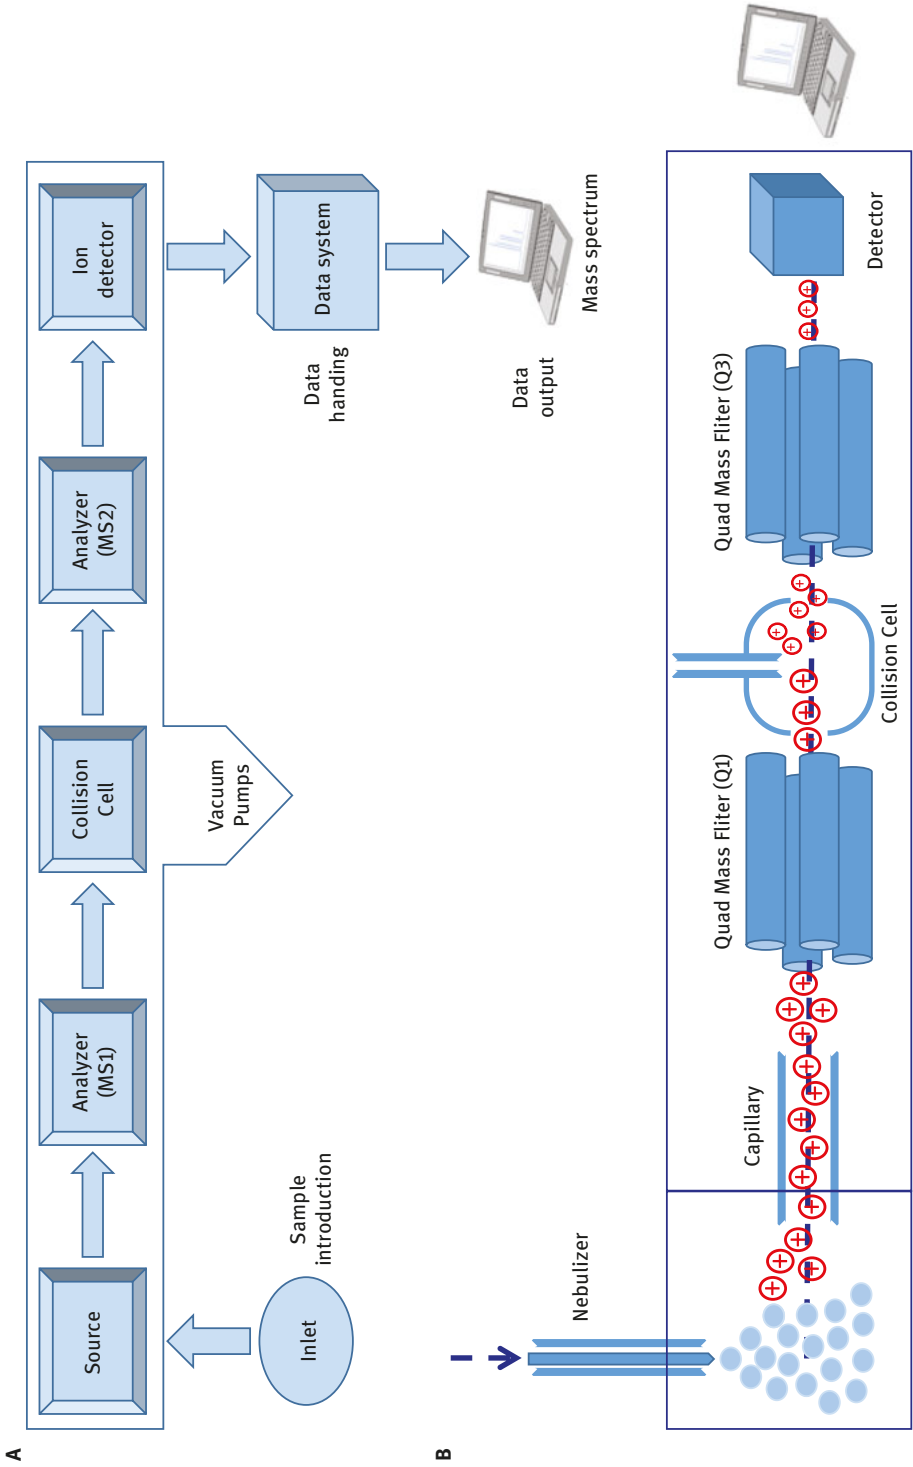 A
Source
Analyzer
(MS1)
Collision
Cell
Analyzer
(MS2)
Ion
detector
Inlet
Sample
introduction
Vacuum
Pumps
Data
handing
Data system
Data
output
Mass spectrum
B
Nebulizer
Capillary
Quad Mass Fliter (Q1)
Collision Cell
Quad Mass Fliter (Q3)
Detector